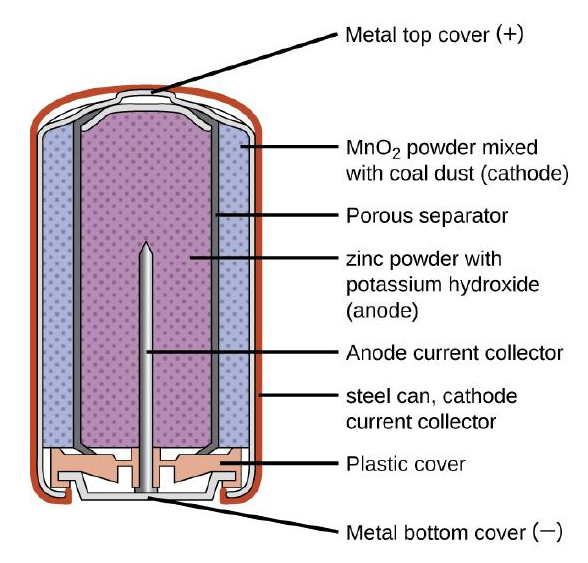 Metal top cover (+)
MnO₂ powder mixed
with coal dust (cathode)
Porous separator
zinc powder with
potassium hydroxide
(anode)
Anode current collector
steel can, cathode
current collector
Plastic cover
Metal bottom cover (−)